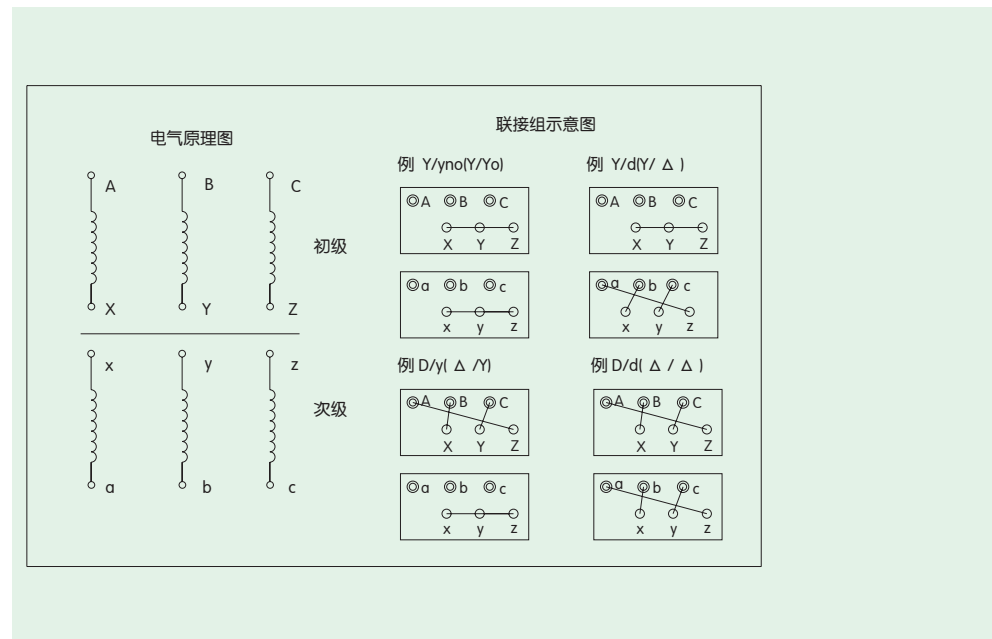 电气原理图
联接组示意图
A B C
初级
X Y Z
x y z
次级
a b c
例 Y/yno(Y/Yo)
A B C
X Y Z
a b c
x y z
例 Y/d(Y/ Δ )
A B C
X Y Z
a b c
x y z
例 D/y( Δ /Y)
A B C
X Y Z
a b c
x y z
例 D/d( Δ / Δ )
A B C
X Y Z
a b c
x y z